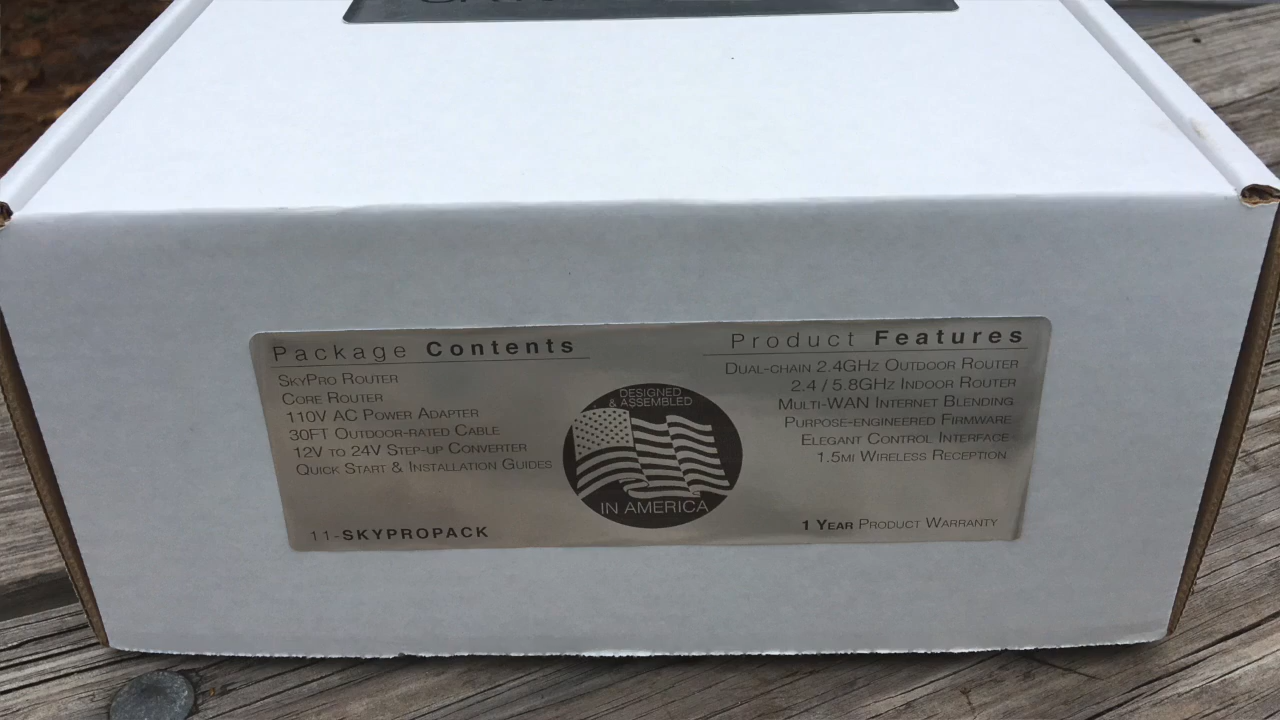 Package Contents
SkyPro Router
Core Router
110V AC Power Adapter
30ft Outdoor-rated Cable
12V to 24V Step-up Converter
Quick Start & Installation Guides
11-SKYPROPACK
DESIGNED
& ASSEMBLED
IN AMERICA
Product Features
Dual-chain 2.4GHz Outdoor Router
2.4 / 5.8GHz Indoor Router
Multi-WAN Internet Blending
Purpose-engineered Firmware
Elegant Control Interface
1.5mi Wireless Reception
1 Year Product Warranty